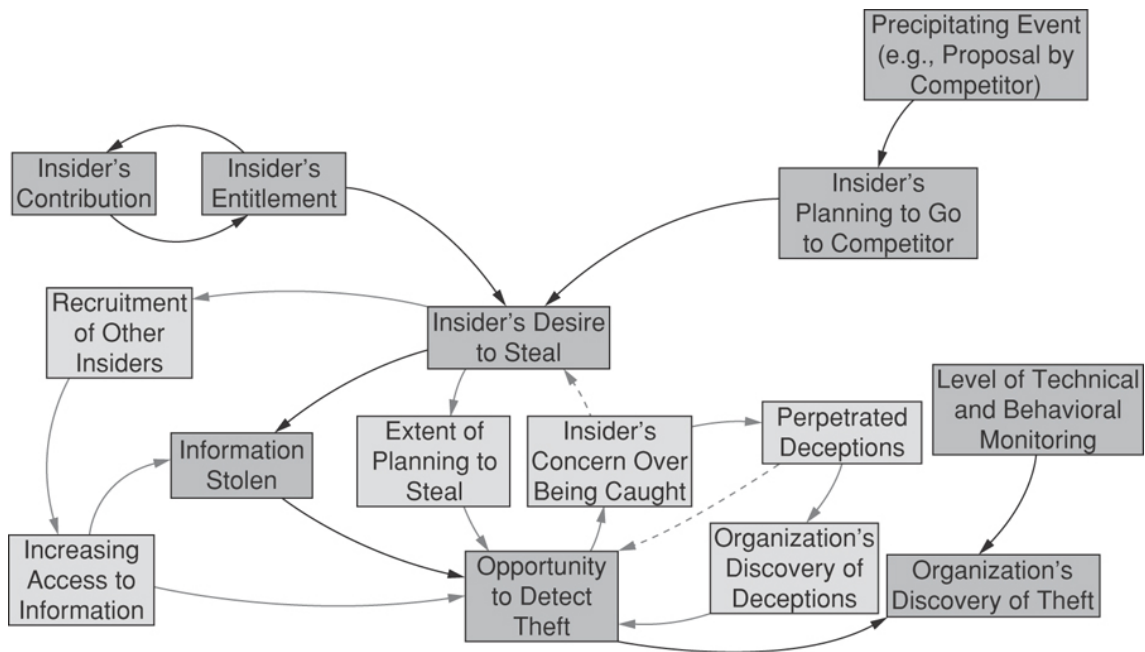 Precipitating Event
(e.g., Proposal by
Competitor)
Insider’s
Contribution
Insider’s
Entitlement
Insider’s
Planning to Go
to Competitor
Recruitment
of Other
Insiders
Insider’s Desire
to Steal
Level of Technical
and Behavioral
Monitoring
Information
Stolen
Extent of
Planning to
Steal
Insider’s
Concern Over
Being Caught
Perpetrated
Deceptions
Increasing
Access to
Information
Opportunity
to Detect
Theft
Organization’s
Discovery of
Deceptions
Organization’s
Discovery of Theft